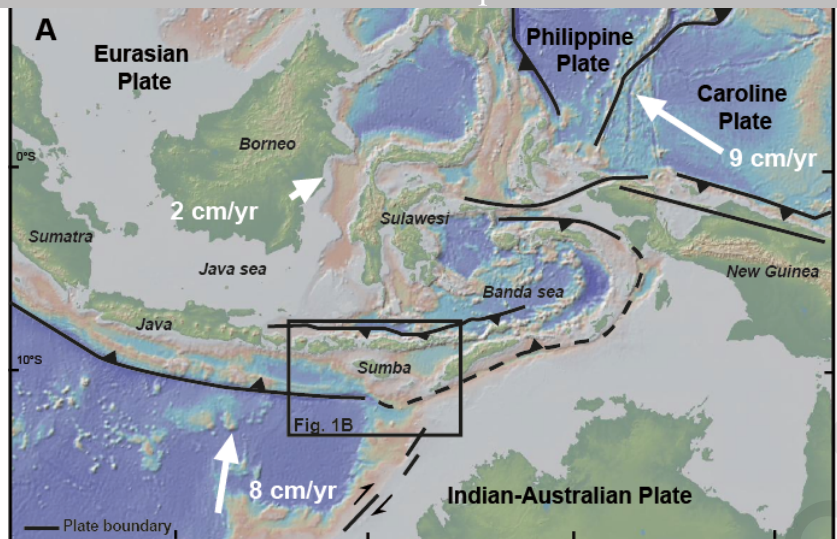 A
Eurasian
Plate
Philippine
Plate
Caroline
Plate
Borneo
9 cm/yr
0°S
2 cm/yr
Sulawesi
Sumatra
Java sea
New Guinea
Banda sea
Java
10°S
Sumba
Fig. 1B
8 cm/yr
Indian-Australian Plate
Plate boundary